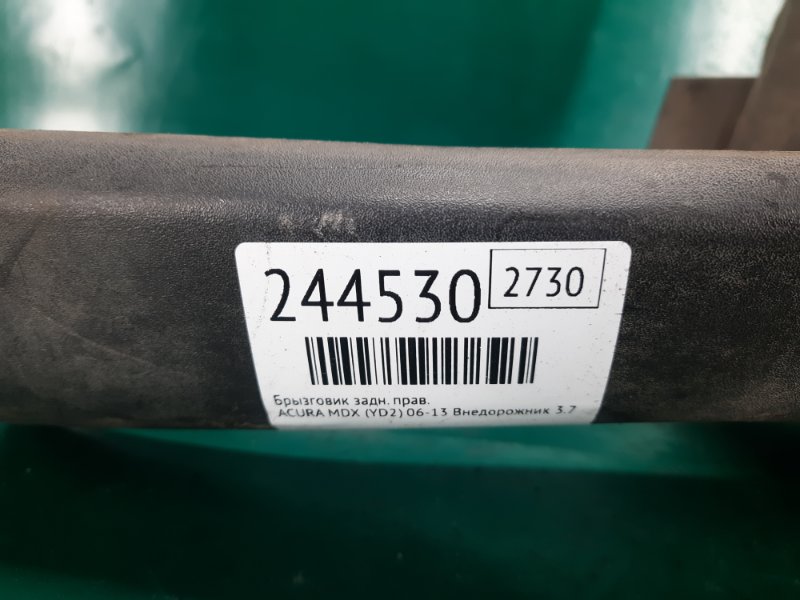 244530 2730
Брызговик задн. прав.
ACURA MDX (YD2) 06-13 Внедорожник 3.7